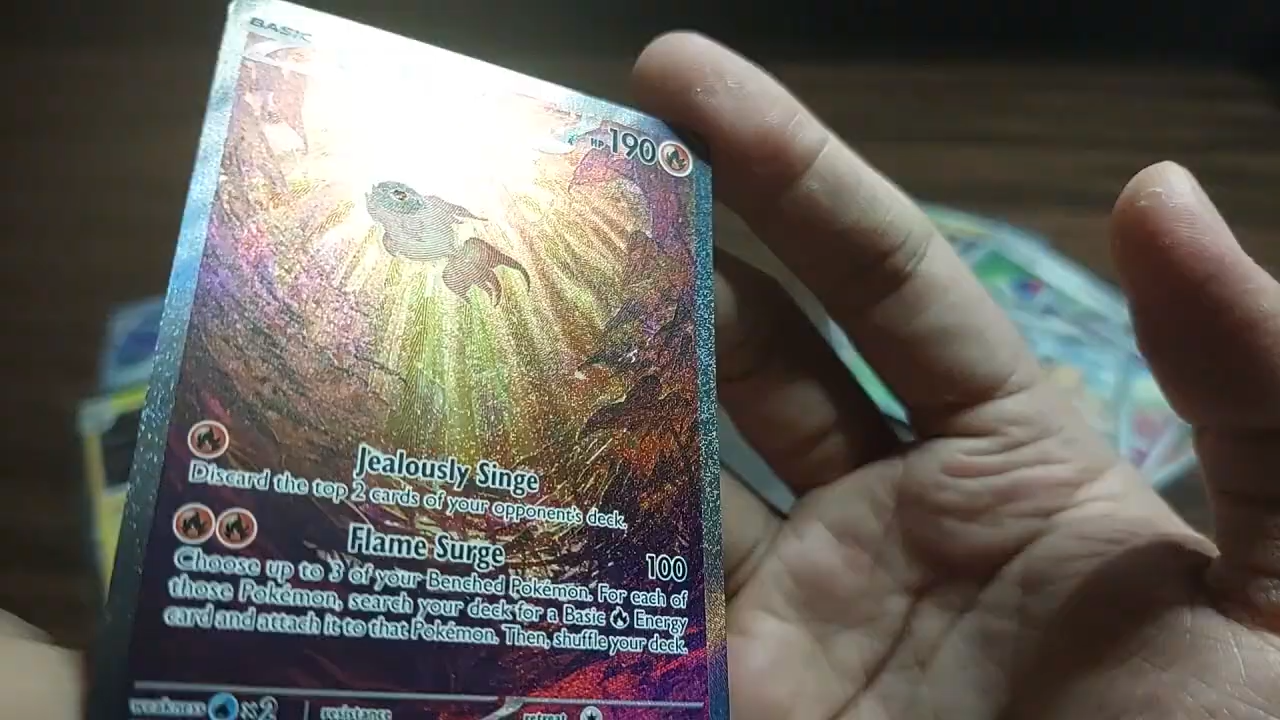 BASIC
HP 190
Jealously Singe
Discard the top 2 cards of your opponent's deck.
Flame Surge 100
Choose up to 3 of your Benched Pokémon. For each of
those Pokémon, search your deck for a Basic Energy
card and attach it to that Pokémon. Then, shuffle your deck.
weakness ×2 resistance retreat